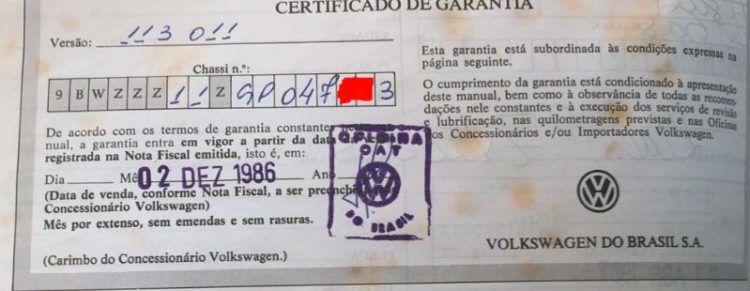 CERTIFICADO DE GARANTIA
Versão: 113 011
Chassi n.º:
9 B W Z Z Z 1 1 Z G P 0 4 7 3
De acordo com os termos de garantia constante
nual, a garantia entra em vigor a partir da data
registrada na Nota Fiscal emitida, isto é, em:
Dia Mê 02 DEZ 1986 Ano
(Data de venda, conforme Nota Fiscal, a ser
Concessionário Volkswagen)
Mês por extenso, sem emendas e sem rasuras.
(Carimbo do Concessionário Volkswagen.)
DO BRASIL
Esta garantia está subordinada às condições expressas na
página seguinte.
O cumprimento da garantia está condicionado à apresentação
deste manual, bem como à observância de todas as recomen-
dações nele constantes e à execução dos serviços de revisão
e lubrificação, nas quilometragens previstas e nas Oficinas
dos Concessionários e/ou Importadores Volkswagen.
VOLKSWAGEN DO BRASIL S.A.